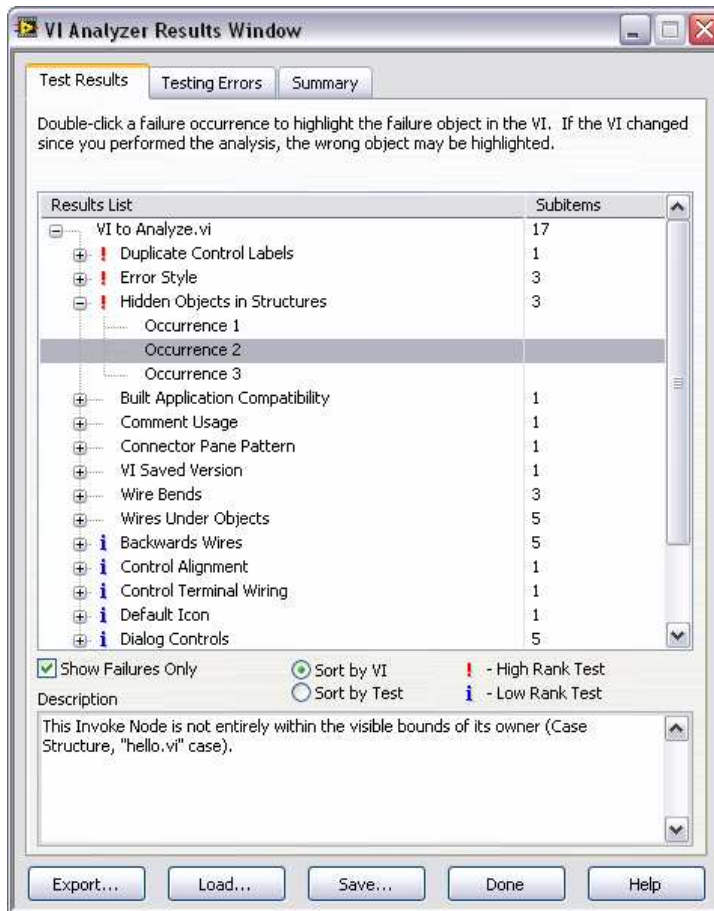 VI Analyzer Results Window
Test Results Testing Errors Summary
Double-click a failure occurrence to highlight the failure object in the VI. If the VI changed
since you performed the analysis, the wrong object may be highlighted.
Results List Subitems
VI to Analyze.vi 17
! Duplicate Control Labels 1
! Error Style 3
! Hidden Objects in Structures 3
Occurrence 1
Occurrence 2
Occurrence 3
Built Application Compatibility 1
Comment Usage 1
Connector Pane Pattern 1
VI Saved Version 1
Wire Bends 3
Wires Under Objects 5
i Backwards Wires 5
i Control Alignment 1
i Control Terminal Wiring 1
i Default Icon 1
i Dialog Controls 5
Show Failures Only Sort by VI ! - High Rank Test
Sort by Test i - Low Rank Test
Description
This Invoke Node is not entirely within the visible bounds of its owner (Case
Structure, "hello.vi" case).
Export... Load... Save... Done Help